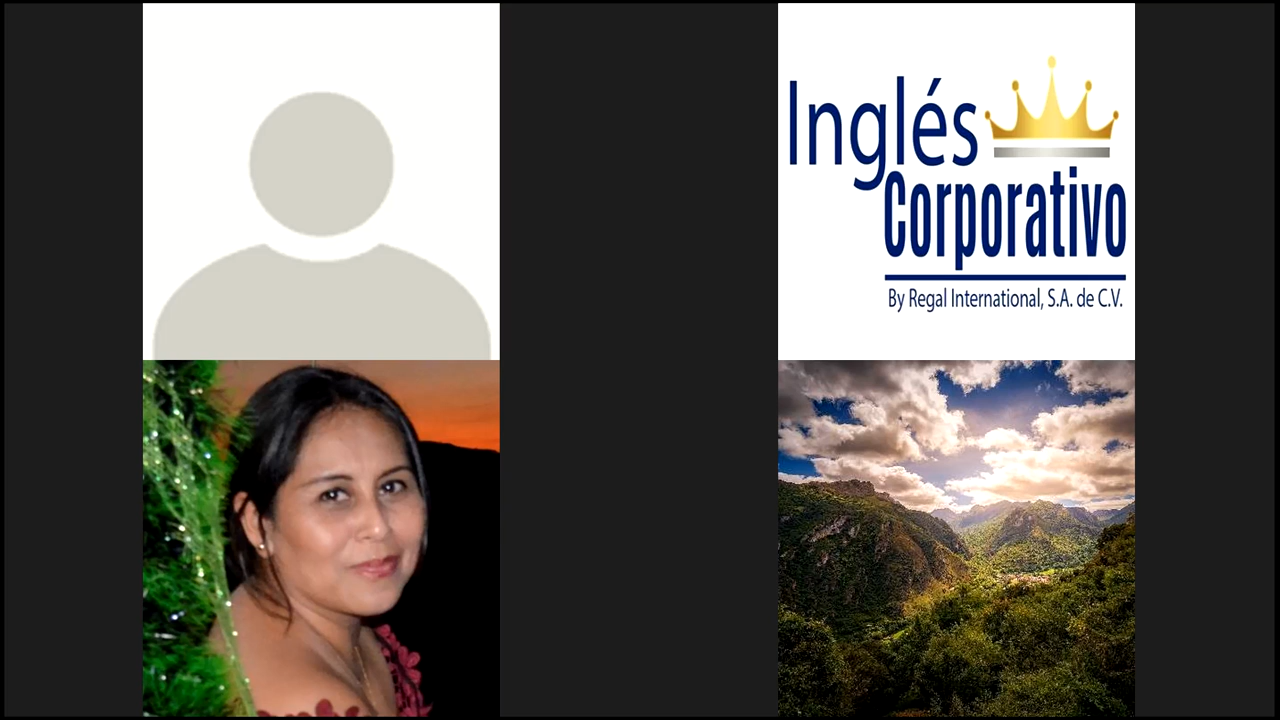 Inglés
Corporativo
By Regal International, S.A. de C.V.